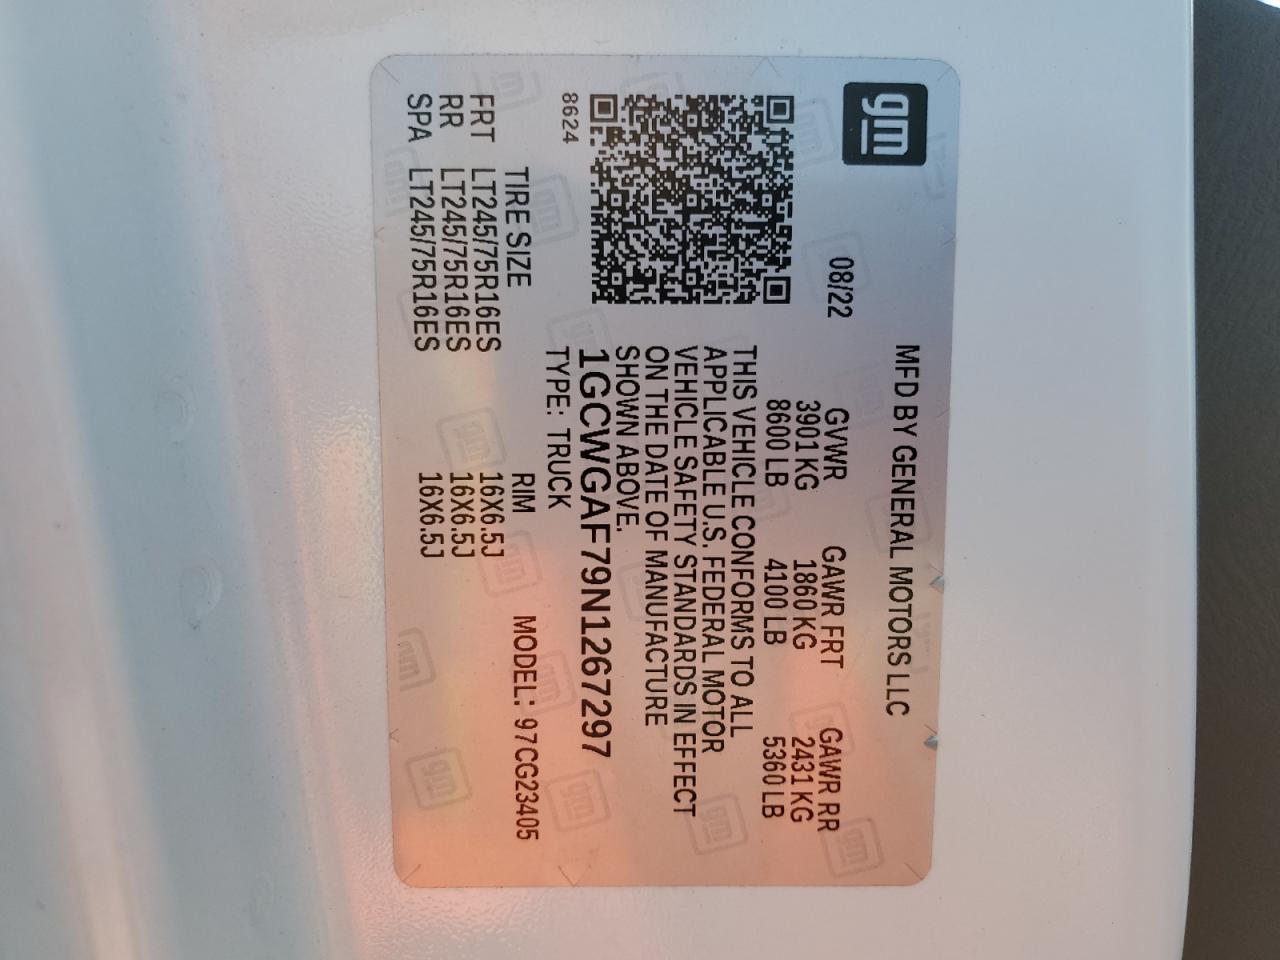 gm
MFD BY GENERAL MOTORS LLC
08/22
GVWR GAWR FRT GAWR RR
3901 KG 1860 KG 2431 KG
8600 LB 4100 LB 5360 LB
THIS VEHICLE CONFORMS TO ALL
APPLICABLE U.S. FEDERAL MOTOR
VEHICLE SAFETY STANDARDS IN EFFECT
ON THE DATE OF MANUFACTURE
SHOWN ABOVE.
1GCWGAF79N1267297
8624
TYPE: TRUCK
TIRE SIZE RIM MODEL: 97CG23405
FRT LT245/75R16ES 16X6.5J
RR LT245/75R16ES 16X6.5J
SPA LT245/75R16ES 16X6.5J